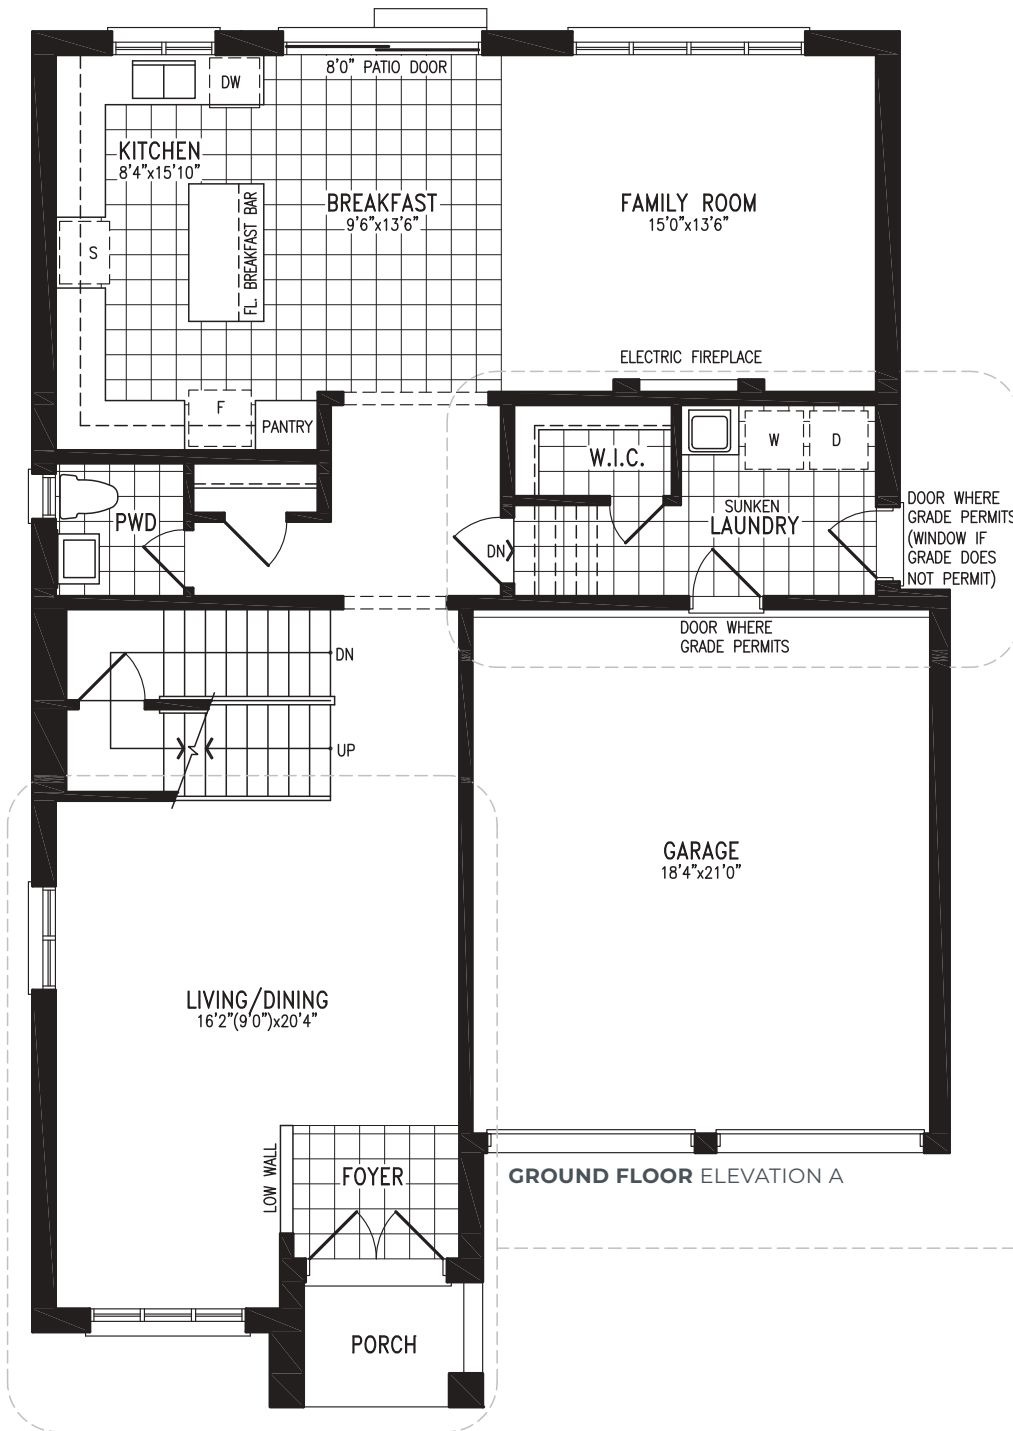 8'0" PATIO DOOR
DW
KITCHEN
8'4"x15'10"
BREAKFAST
9'6"x13'6"
FAMILY ROOM
15'0"x13'6"
S
FL. BREAKFAST BAR
ELECTRIC FIREPLACE
F
PANTRY
W.I.C.
W
D
PWD
SUNKEN
LAUNDRY
DN
DOOR WHERE
GRADE PERMITS
(WINDOW IF
GRADE DOES
NOT PERMIT)
DOOR WHERE
GRADE PERMITS
DN
UP
GARAGE
18'4"x21'0"
LIVING/DINING
16'2"(9'0")x20'4"
LOW WALL
FOYER
GROUND FLOOR ELEVATION A
PORCH